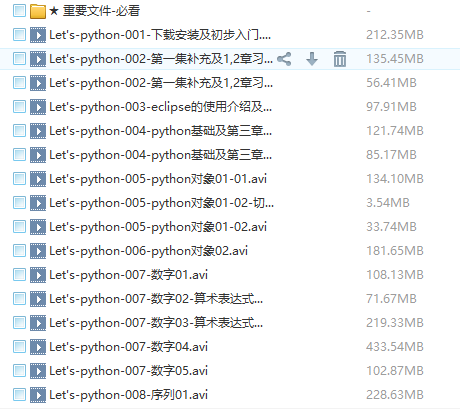 ★ 重要文件-必看 -
Let's-python-001-下载安装及初步入门.... 212.35MB
Let's-python-002-第一集补充及1,2章习... 135.45MB
Let's-python-002-第一集补充及1,2章习... 56.41MB
Let's-python-003-eclipse的使用介绍及... 97.91MB
Let's-python-004-python基础及第三章... 121.74MB
Let's-python-004-python基础及第三章... 85.17MB
Let's-python-005-python对象01-01.avi 134.10MB
Let's-python-005-python对象01-02-切... 3.54MB
Let's-python-005-python对象01-02.avi 33.74MB
Let's-python-006-python对象02.avi 181.65MB
Let's-python-007-数字01.avi 108.13MB
Let's-python-007-数字02-算术表达式... 71.67MB
Let's-python-007-数字03-算术表达式... 219.33MB
Let's-python-007-数字04.avi 433.54MB
Let's-python-007-数字05.avi 102.87MB
Let's-python-008-序列01.avi 228.63MB